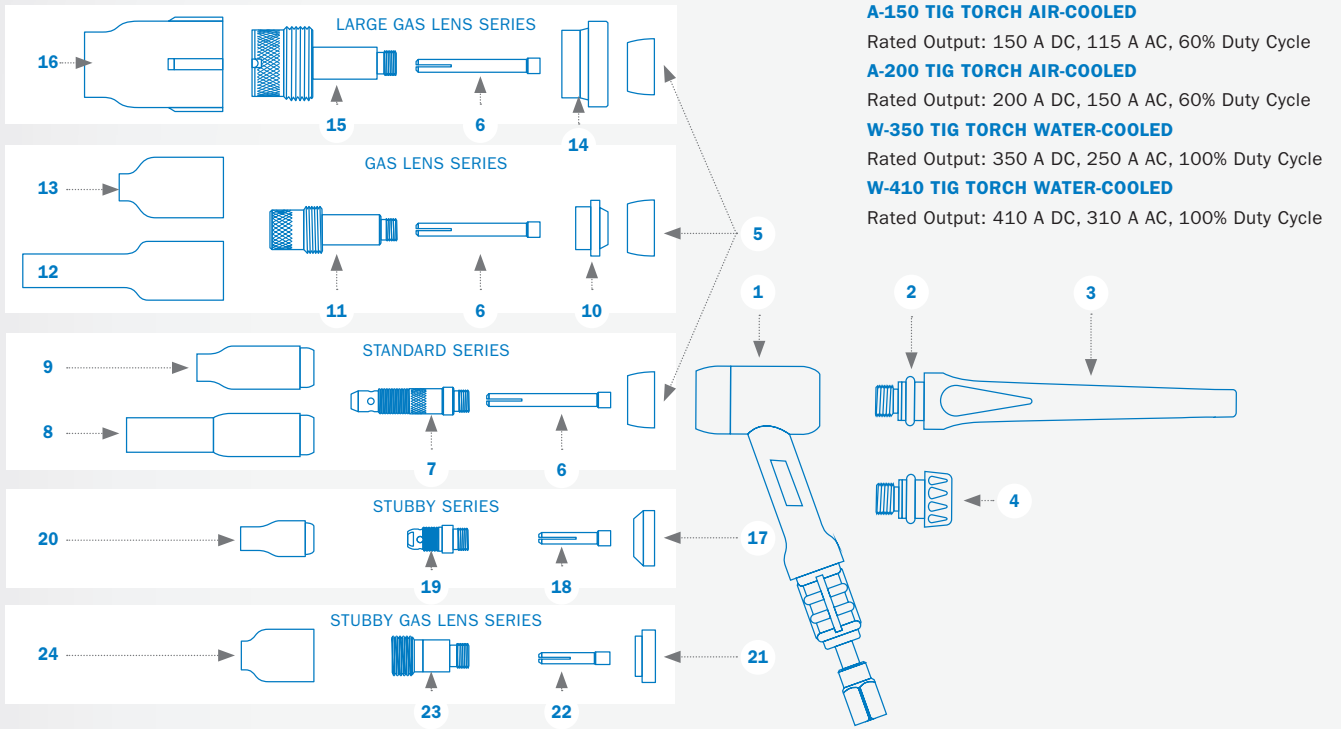 LARGE GAS LENS SERIES
16
15
6
14
GAS LENS SERIES
13
12
11
6
10
5
STANDARD SERIES
9
8
7
6
STUBBY SERIES
20
19
18
17
STUBBY GAS LENS SERIES
24
23
22
21
A-150 TIG TORCH AIR-COOLED
Rated Output: 150 A DC, 115 A AC, 60% Duty Cycle
A-200 TIG TORCH AIR-COOLED
Rated Output: 200 A DC, 150 A AC, 60% Duty Cycle
W-350 TIG TORCH WATER-COOLED
Rated Output: 350 A DC, 250 A AC, 100% Duty Cycle
W-410 TIG TORCH WATER-COOLED
Rated Output: 410 A DC, 310 A AC, 100% Duty Cycle
1
2
3
4